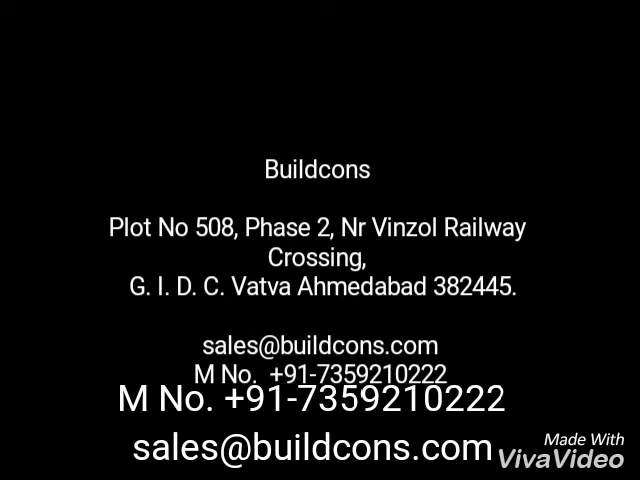 Buildcons
Plot No 508, Phase 2, Nr Vinzol Railway
Crossing,
G. I. D. C. Vatva Ahmedabad 382445.
sales@buildcons.com
M No. +91-7359210222
M No. +91-7359210222
sales@buildcons.com
Made With
VivaVideo